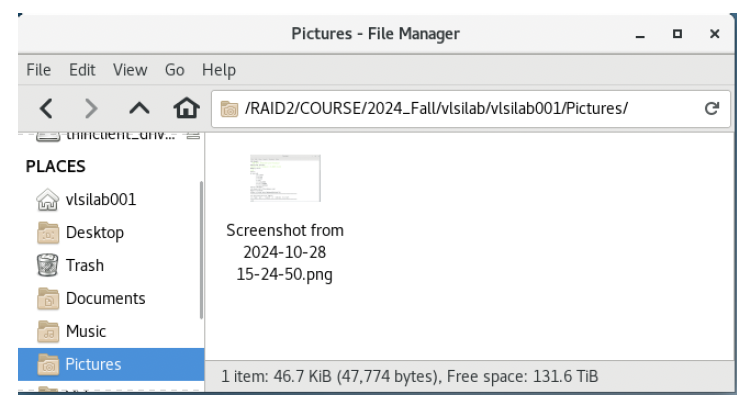 Pictures - File Manager
File Edit View Go Help
/RAID2/COURSE/2024_Fall/vlsilab/vlsilab001/Pictures/
thinclient_driv...
PLACES
vlsilab001
Desktop
Trash
Documents
Music
Pictures
Screenshot from
2024-10-28
15-24-50.png
1 item: 46.7 KiB (47,774 bytes), Free space: 131.6 TiB